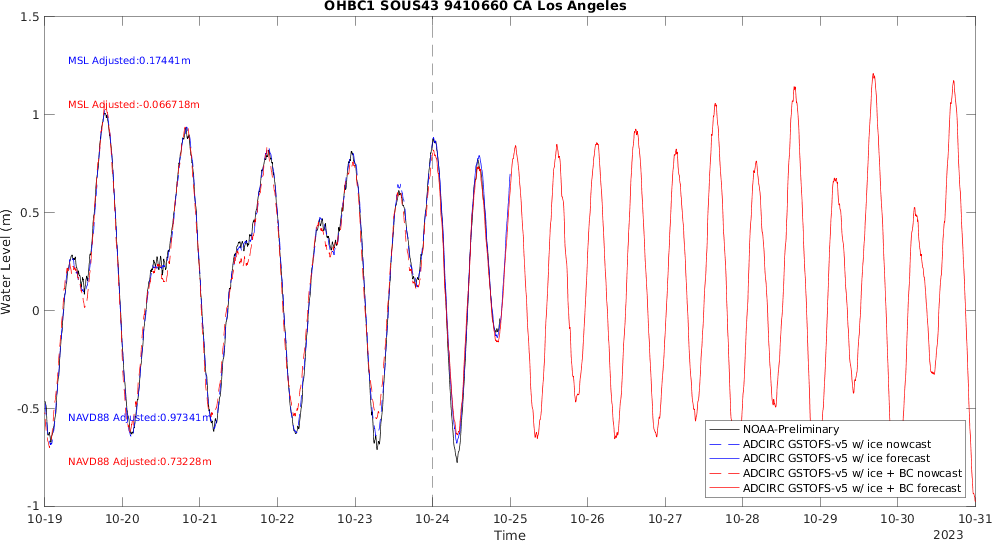 OHBC1 SOUS43 9410660 CA Los Angeles
1.5
MSL Adjusted:0.17441m
MSL Adjusted:-0.066718m
1
0.5
Water Level (m)
0
-0.5
NAVD88 Adjusted:0.97341m
NAVD88 Adjusted:0.73228m
NOAA-Preliminary
ADCIRC GSTOFS-v5 w/ ice nowcast
ADCIRC GSTOFS-v5 w/ ice forecast
ADCIRC GSTOFS-v5 w/ ice + BC nowcast
ADCIRC GSTOFS-v5 w/ ice + BC forecast
-1
10-19 10-20 10-21 10-22 10-23 10-24 10-25 10-26 10-27 10-28 10-29 10-30 10-31
Time
2023